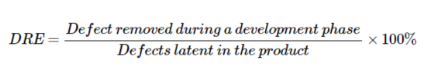 DRE = Defect removed during a development phase / Defects latent in the product × 100%